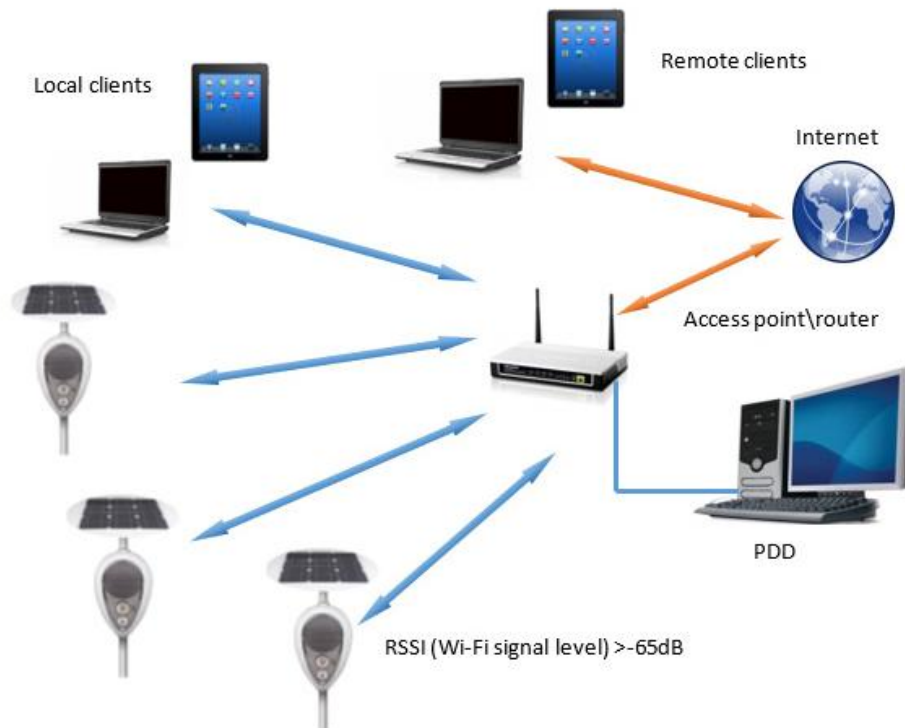 Local clients
Remote clients
Internet
Access point\router
PDD
RSSI (Wi-Fi signal level) >-65dB